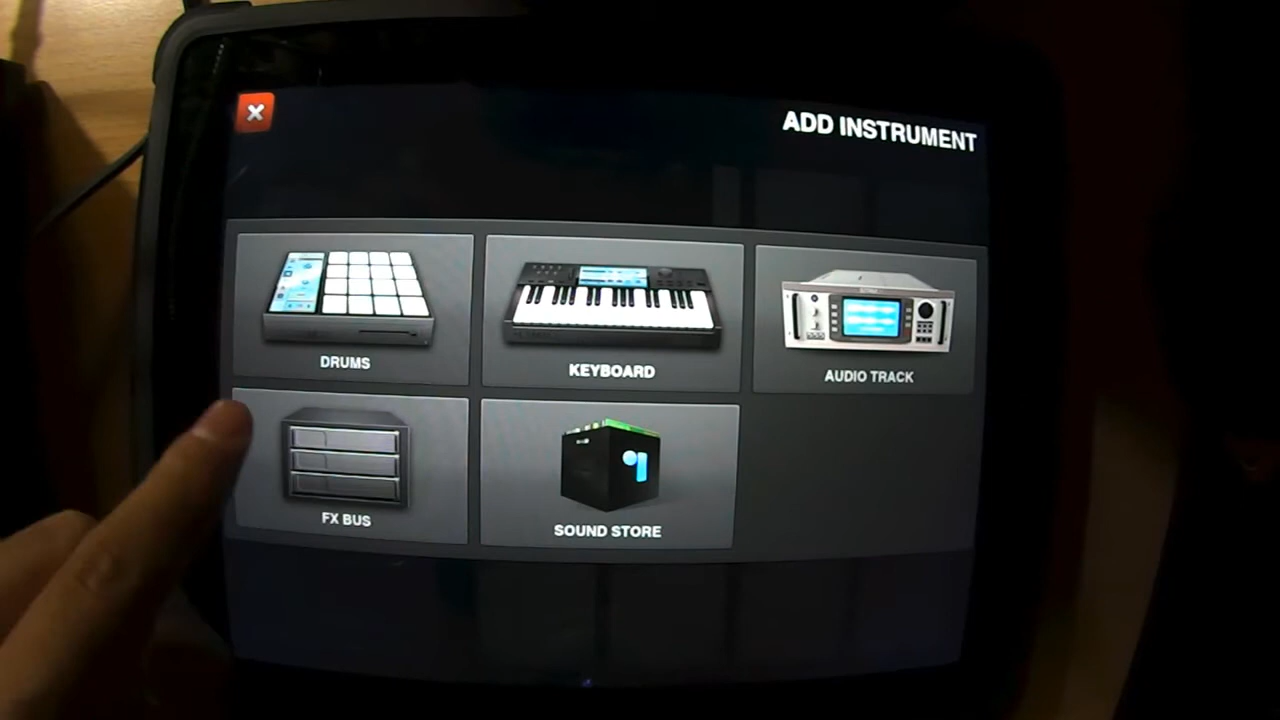 ADD INSTRUMENT
DRUMS
KEYBOARD
AUDIO TRACK
FX BUS
SOUND STORE